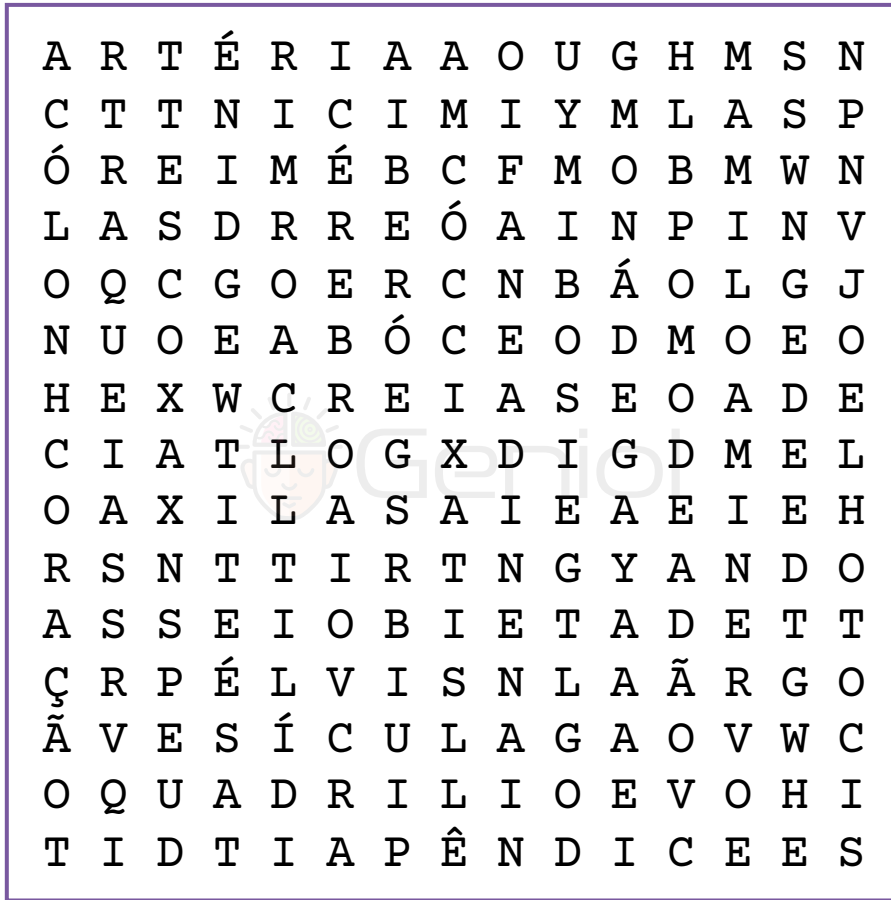 A R T É R I A A O U G H M S N
C T T N I C I M I Y M L A S P
Ó R E I M É B C F M O B M W N
L A S D R R E Ó A I N P I N V
O Q C G O E R C N B Á O L G J
N U O E A B Ó C E O D M O E O
H E X W C R E I A S E O A D E
C I A T L O G X D I G D M E L
O A X I L A S A I E A E I E H
R S N T T I R T N G Y A N D O
A S S E I O B I E T A D E T T
Ç R P É L V I S N L A Ã R G O
Ã V E S Í C U L A G A O V W C
O Q U A D R I L I O E V O H I
T I D T I A P Ê N D I C E E S
Geniol